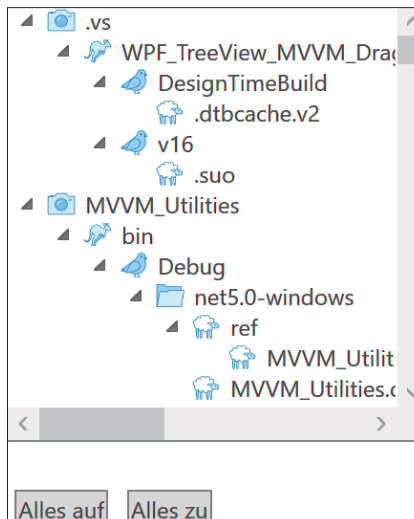 .vs
WPF_TreeView_MVVM_Drag
DesignTimeBuild
.dtbcache.v2
v16
.suo
MVVM_Utilities
bin
Debug
net5.0-windows
ref
MVVM_Utilit
MVVM_Utilities.d
Alles auf Alles zu